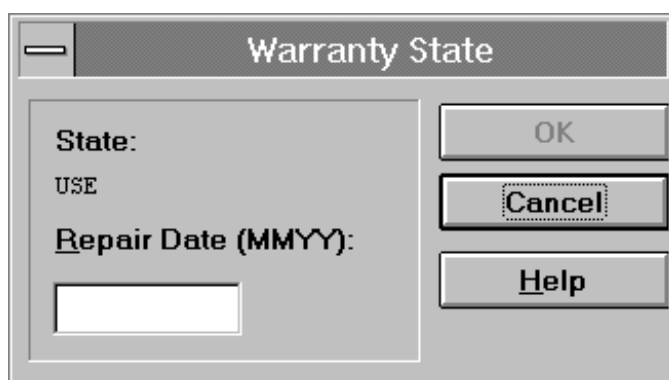 Warranty State
State:
USE
Repair Date (MMYY):
OK
Cancel
Help